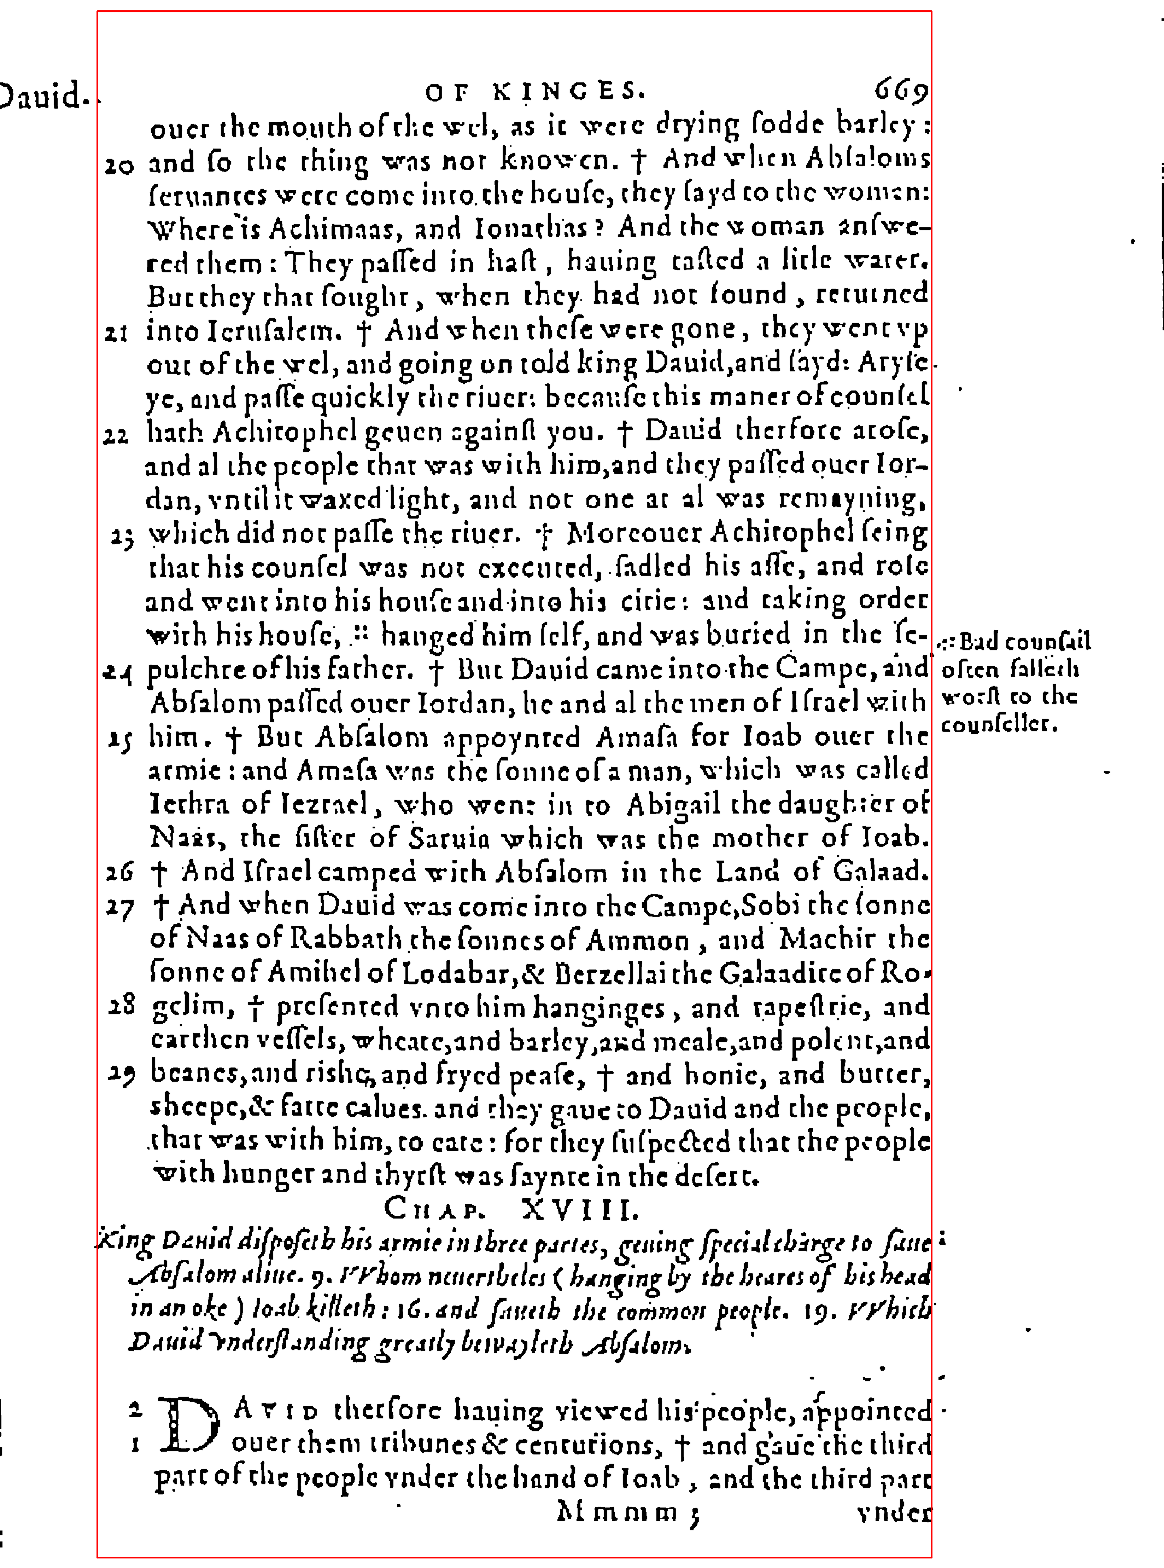 Dauid.
OF KINGES. 669
ouer the mouth of the wel, as it were drying sodde barley:
20 and so the thing was not knowen. † And when Absaloms
seruantes were come into the house, they sayd to the woman:
Where is Achimaas, and Ionathas? And the woman answe-
red them: They passed in hast, hauing tasted a litle water.
But they that sought, when they had not found, returned
21 into Ierusalem. † And when these were gone, they went vp
out of the wel, and going on told king Dauid, and sayd: Aryse
ye, and passe quickly the riuer: because this maner of counsel
22 hath Achitophel geuen against you. † Dauid therfore arose,
and al the people that was with him, and they passed ouer Ior-
dan, vntil it waxed light, and not one at al was remayning,
23 which did not passe the riuer. † Moreouer Achitophel seing
that his counsel was not executed, sadled his asse, and rose
and went into his house and into his citie: and taking order
with his house, :: hanged him self, and was buried in the se-
24 pulchre of his father. † But Dauid came into the Campe, and
Absalom passed ouer Iordan, he and al the men of Israel with
25 him. † But Absalom appoynted Amasa for Ioab ouer the
armie: and Amasa was the sonne of a man, which was called
Iethra of Iezrael, who went in to Abigail the daughter of
Naas, the sister of Saruia which was the mother of Ioab.
26 † And Israel camped with Absalom in the Land of Galaad.
27 † And when Dauid was come into the Campe, Sobi the sonne
of Naas of Rabbath the sonnes of Ammon, and Machir the
sonne of Amihel of Lodabar, & Berzellai the Galaadite of Ro-
28 gelim, † presented vnto him hanginges, and tapestrie, and
earthen vessels, wheate, and barley, and meale, and polent, and
29 beanes, and rishe, and fryed pease, † and honie, and butter,
sheepe, & fatte calues. and they gaue to Dauid and the people,
that was with him, to eate: for they suspected that the people
with hunger and thyrst was faynte in the desert.
:: Bad counsail
often falleth
worst to the
counseller.
CHAP. XVIII.
King Dauid disposeth his armie in three partes, geuing special charge to saue
Absalom aliue. 9. VVhom neuertheles (hanging by the heares of his head
in an oke) Ioab killeth: 16. and saueth the common people. 19. VVhich
Dauid vnderstanding greatly bewayleth Absalom.
2 DAVID therfore hauing viewed his people, appointed
1 ouer them tribunes & centurions, † and gaue the third
part of the people vnder the hand of Ioab, and the third part
Mmmm 3 vnder